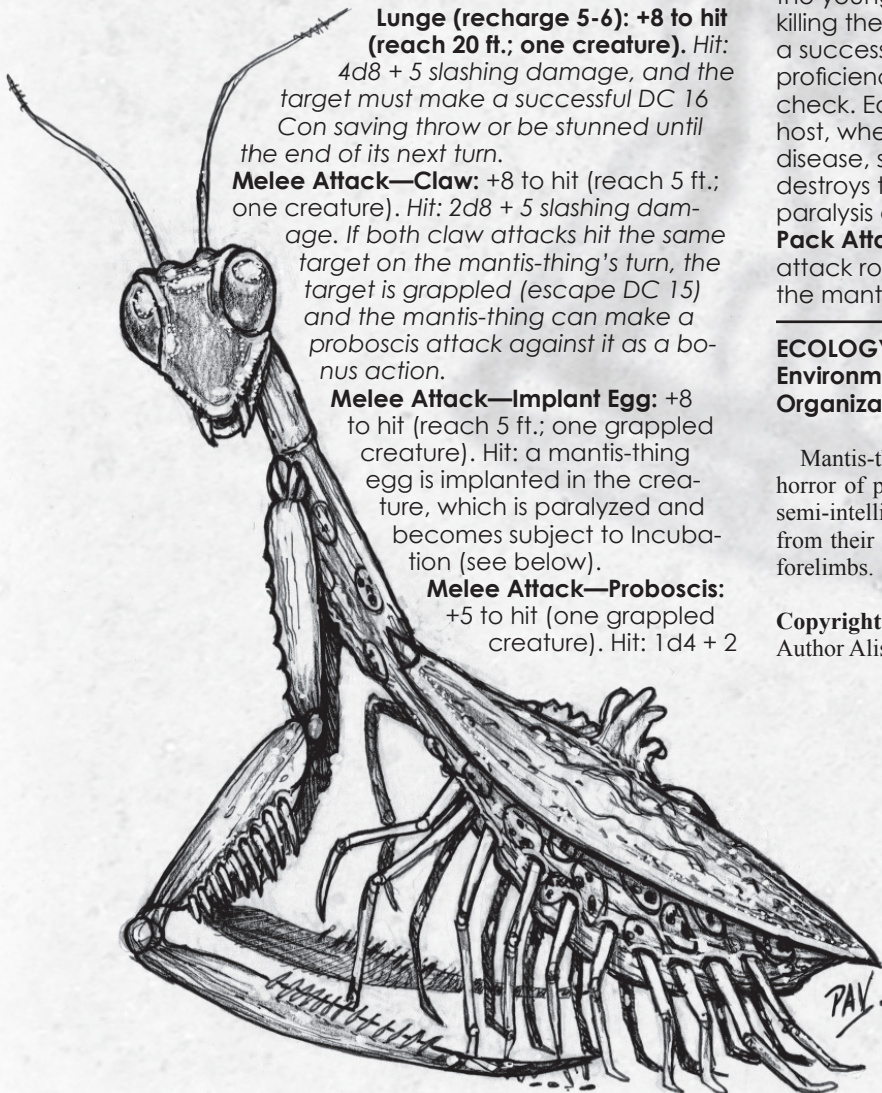 Lunge (recharge 5-6): +8 to hit
(reach 20 ft.; one creature). Hit:
4d8 + 5 slashing damage, and the
target must make a successful DC 16
Con saving throw or be stunned until
the end of its next turn.
Melee Attack—Claw: +8 to hit (reach 5 ft.;
one creature). Hit: 2d8 + 5 slashing dam-
age. If both claw attacks hit the same
target on the mantis-thing’s turn, the
target is grappled (escape DC 15)
and the mantis-thing can make a
proboscis attack against it as a bo-
nus action.
Melee Attack—Implant Egg: +8
to hit (reach 5 ft.; one grappled
creature). Hit: a mantis-thing
egg is implanted in the crea-
ture, which is paralyzed and
becomes subject to Incuba-
tion (see below).
Melee Attack—Proboscis:
+5 to hit (one grappled
creature). Hit: 1d4 + 2
PAV.
killing the
a success
proficienc
check. Ec
host, whe
disease, s
destroys t
paralysis
Pack Atta
attack ro
the mant
ECOLOGY
Environm
Organiza
Mantis-t
horror of p
semi-intelli
from their
forelimbs.
Copyright
Author Alis